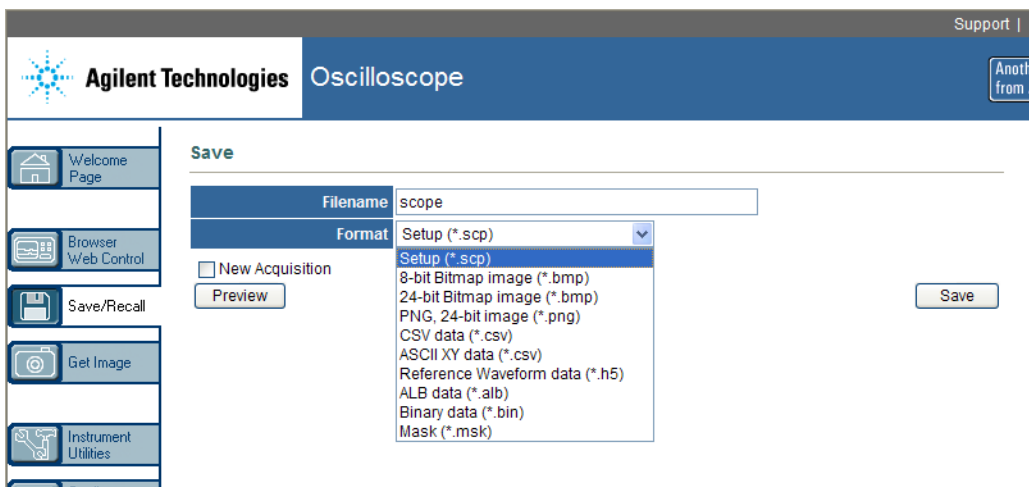 Support |
Agilent Technologies
Oscilloscope
Anoth
from
Welcome
Page
Browser
Web Control
Save/Recall
Get Image
Instrument
Utilities
Save
Filename scope
Format Setup (*.scp)
Setup (*.scp)
8-bit Bitmap image (*.bmp)
24-bit Bitmap image (*.bmp)
PNG, 24-bit image (*.png)
CSV data (*.csv)
ASCII XY data (*.csv)
Reference Waveform data (*.h5)
ALB data (*.alb)
Binary data (*.bin)
Mask (*.msk)
New Acquisition
Preview
Save